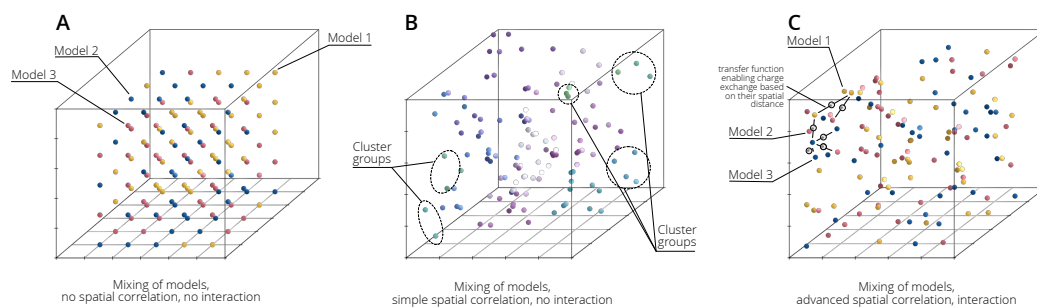 A
Model 1
Model 2
Model 3
Mixing of models,
no spatial correlation, no interaction
B
Cluster
groups
Cluster
groups
Mixing of models,
simple spatial correlation, no interaction
C
Model 1
transfer function
enabling charge
exchange based
on their spatial
distance
Model 2
Model 3
Mixing of models,
advanced spatial correlation, interaction